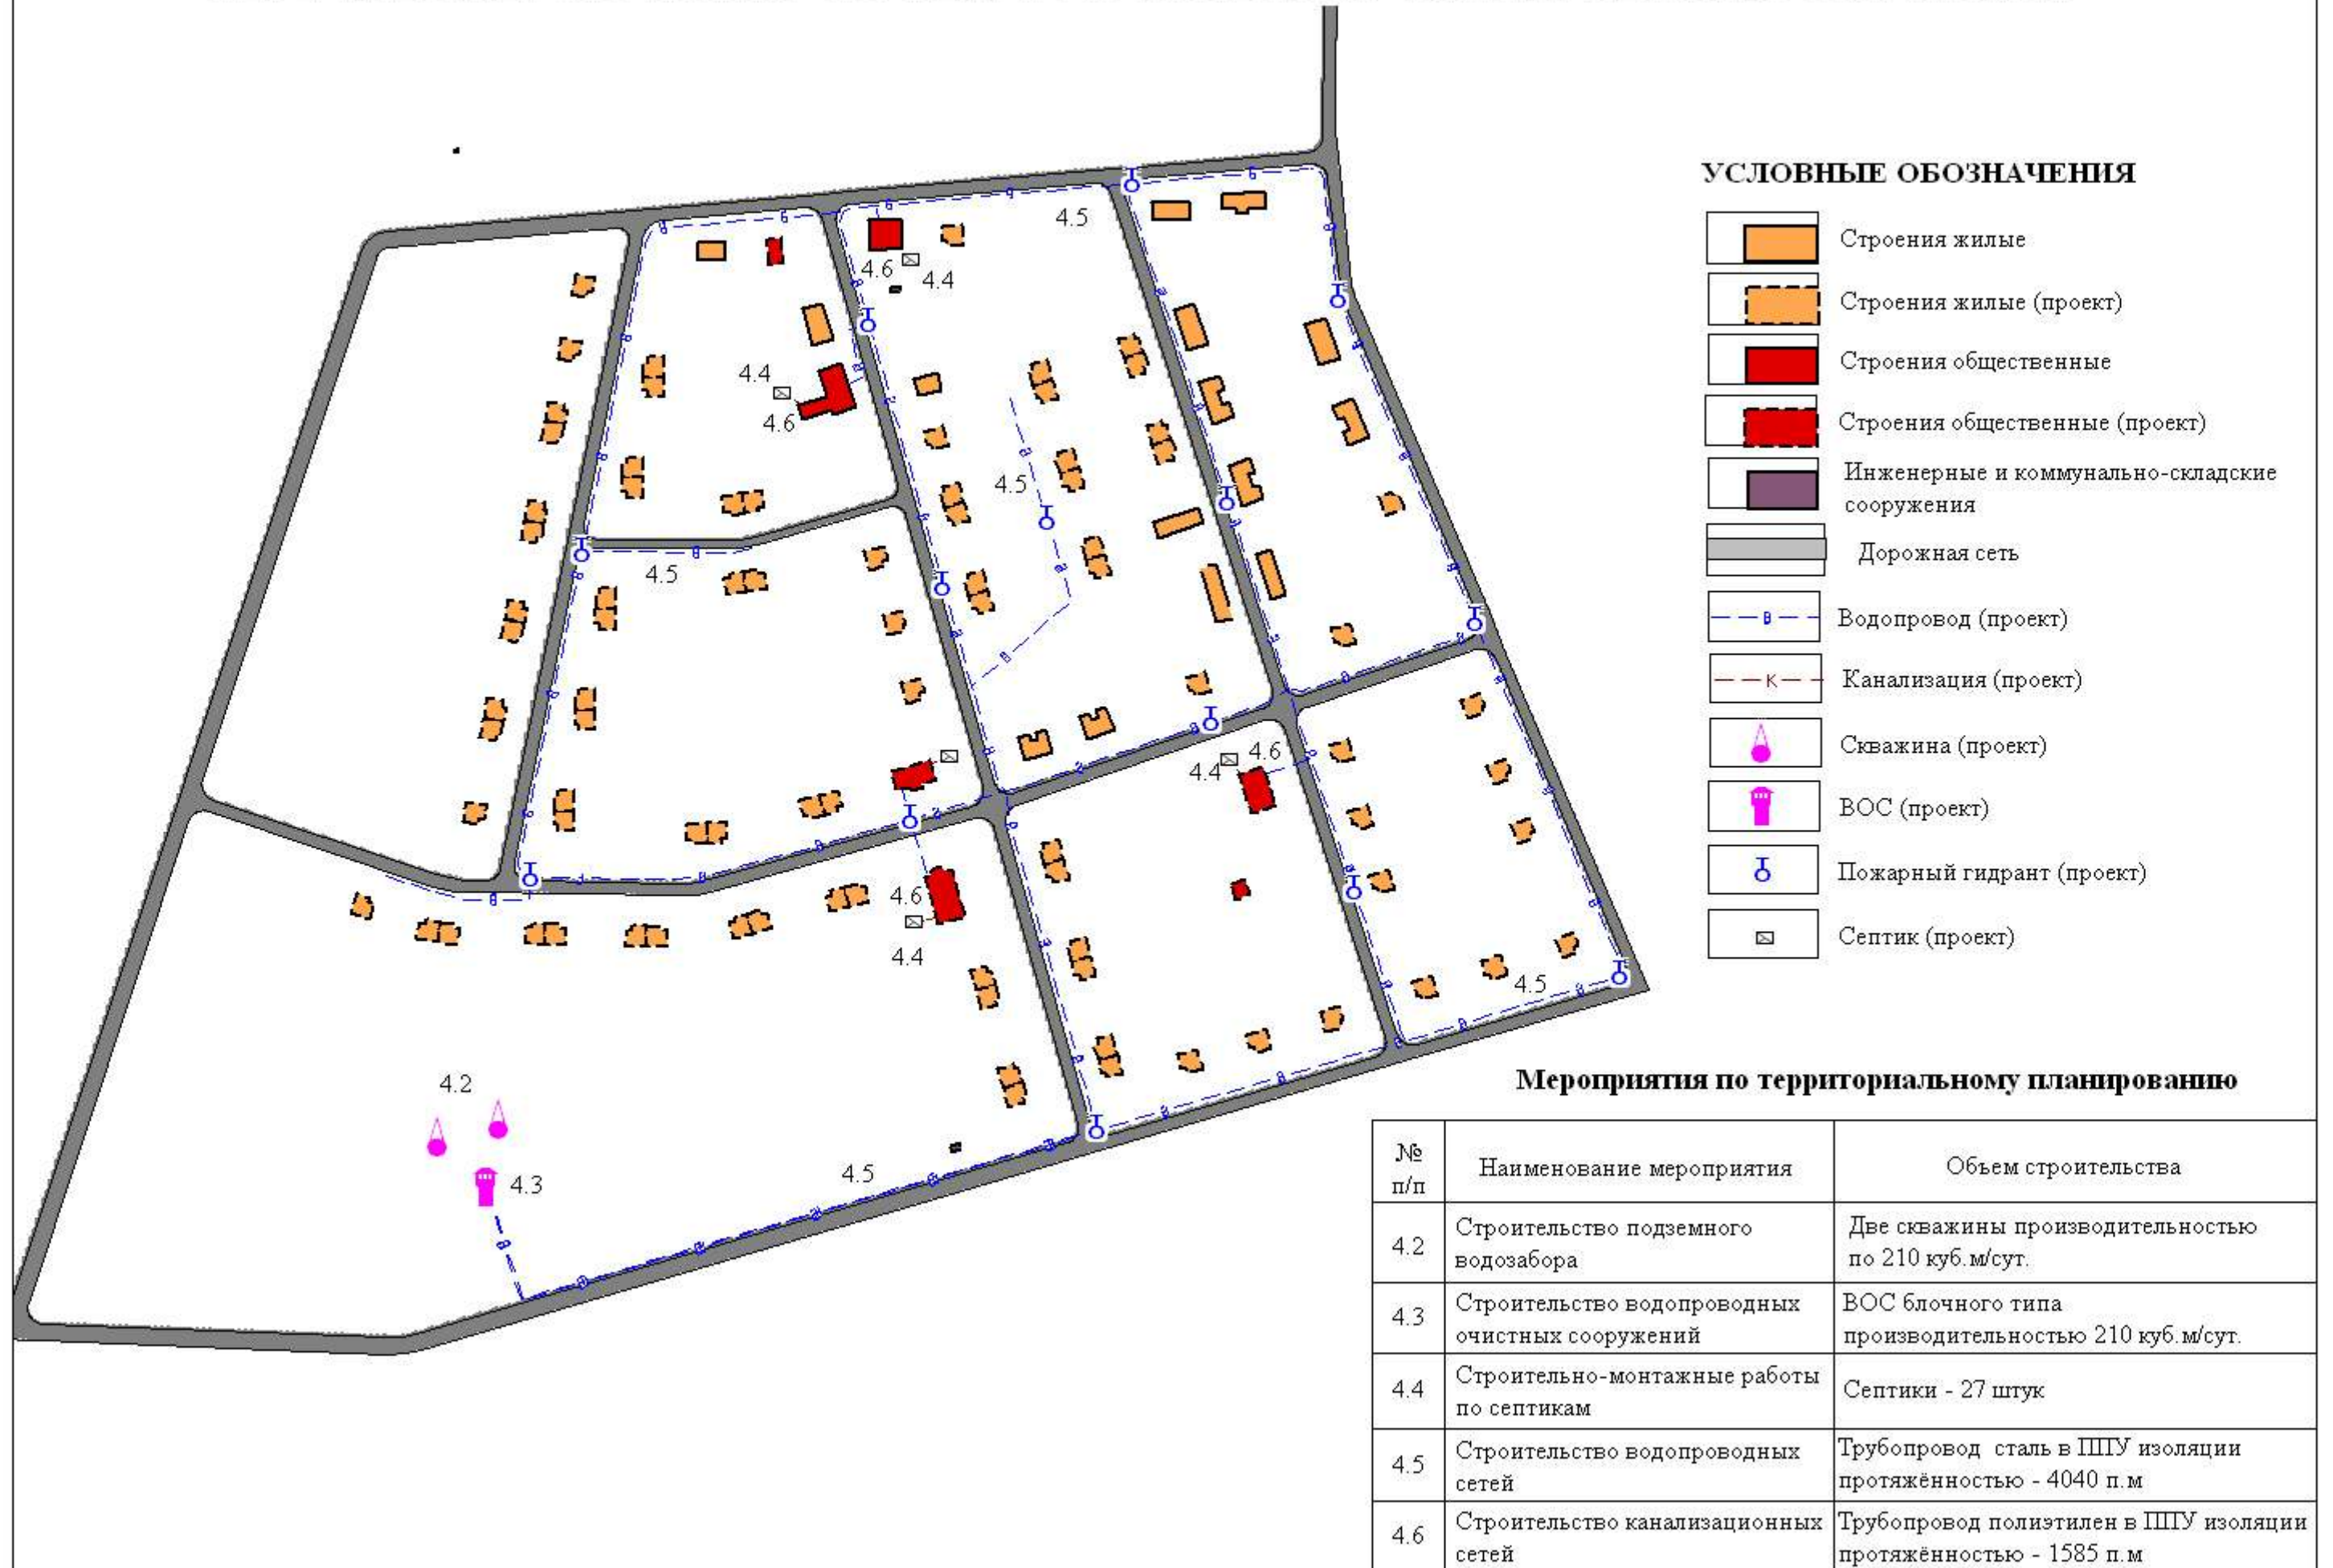 4.5
4.6
4.4
4.4
4.6
4.5
4.5
4.6
4.4
4.6
4.4
4.5
4.2
4.3
4.5
УСЛОВНЫЕ ОБОЗНАЧЕНИЯ
Строения жилые
Строения жилые (проект)
Строения общественные
Строения общественные (проект)
Инженерные и коммунально-складские
сооружения
Дорожная сеть
В
Водопровод (проект)
К
Канализация (проект)
Скважина (проект)
ВОС (проект)
Пожарный гидрант (проект)
Септик (проект)
Мероприятия по территориальному планированию
№
п/п
Наименование мероприятия
Объем строительства
4.2
Строительство подземного
водозабора
Две скважины производительностью
по 210 куб.м/сут.
4.3
Строительство водопроводных
очистных сооружений
ВОС блочного типа
производительностью 210 куб.м/сут.
4.4
Строительно-монтажные работы
по септикам
Септики - 27 штук
4.5
Строительство водопроводных
сетей
Трубопровод сталь в ППУ изоляции
протяжённостью - 4040 п.м
4.6
Строительство канализационных
сетей
Трубопровод полиэтилен в ППУ изоляции
протяжённостью - 1585 п.м